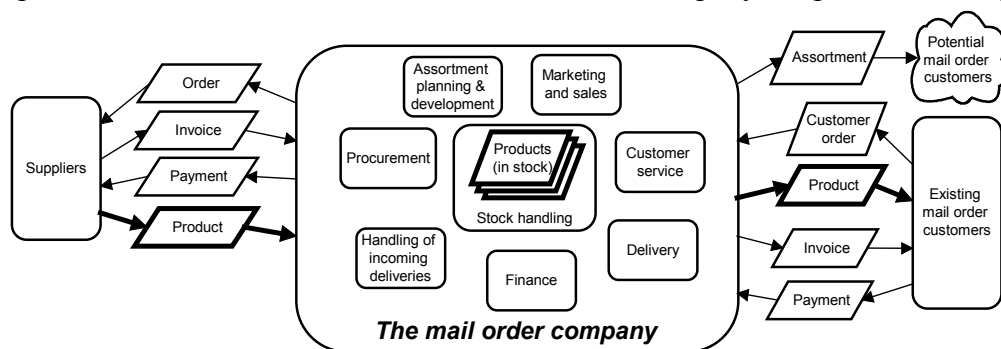 Order
Invoice
Suppliers
Payment
Product
Assortment
planning &
development
Marketing
and sales
Procurement
Products
(in stock)
Stock handling
Customer
service
Handling of
incoming
deliveries
Finance
Delivery
The mail order company
Assortment
Potential
mail order
customers
Customer
order
Product
Existing
mail order
customers
Invoice
Payment